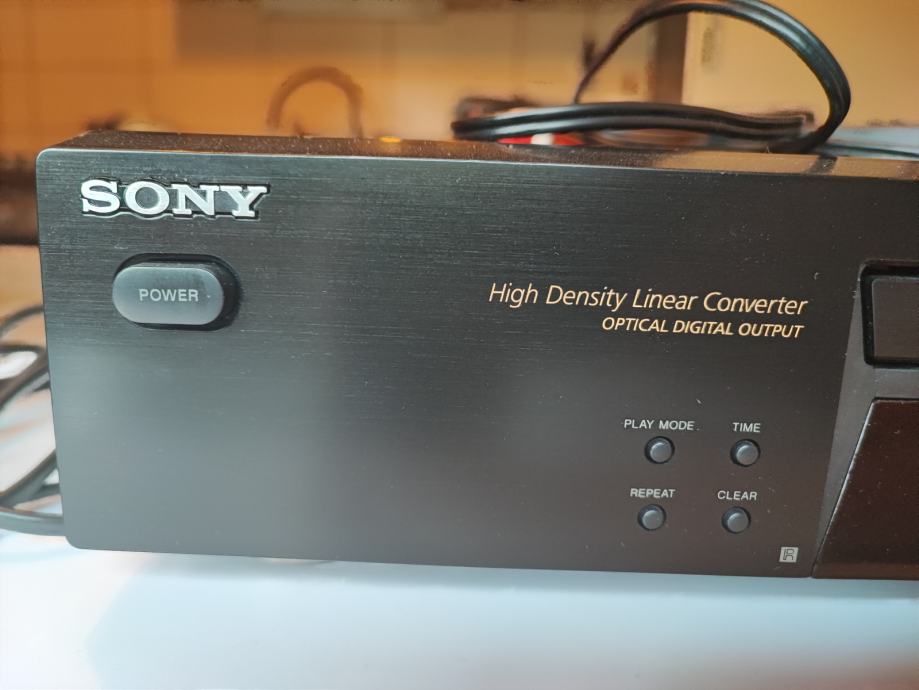 SONY
POWER
High Density Linear Converter
OPTICAL DIGITAL OUTPUT
PLAY MODE TIME
REPEAT CLEAR
R